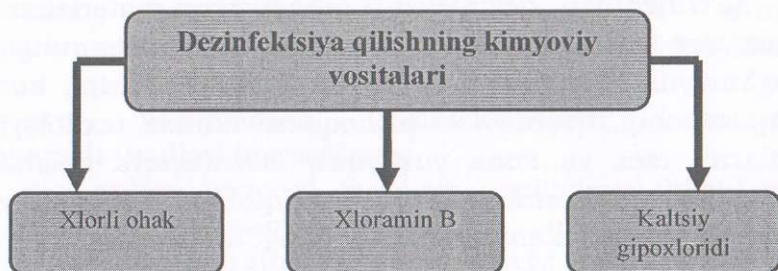 Dezinfektsiya qilishning kimyoviy
vositalari
Xlorli ohak
Xloramin B
Kaltsiy
gipoxloridi